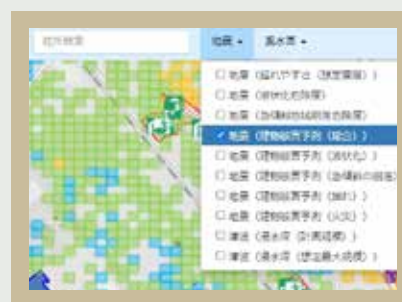 住所検索
地震
風水害
地震（揺れやすさ（想定震度））
地震（液状化危険度）
地震（急傾斜地崩壊危険度）
地震（建物被害予測（総合））
地震（建物被害予測（液状化））
地震（建物被害予測（急傾斜の崩壊）
地震（建物被害予測（揺れ））
地震（建物被害予測（火災））
津波（浸水深（計画規模））
津波（浸水深（想定最大規模））